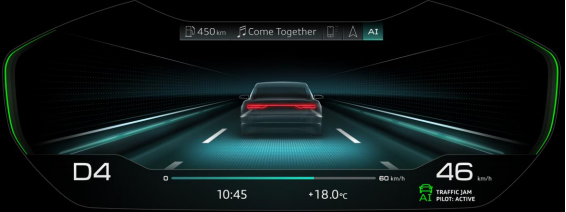 450 km Come Together AI
D4
46 km/h
0 60 km/h
10:45 +18.0°C
AI TRAFFIC JAM
PILOT: ACTIVE